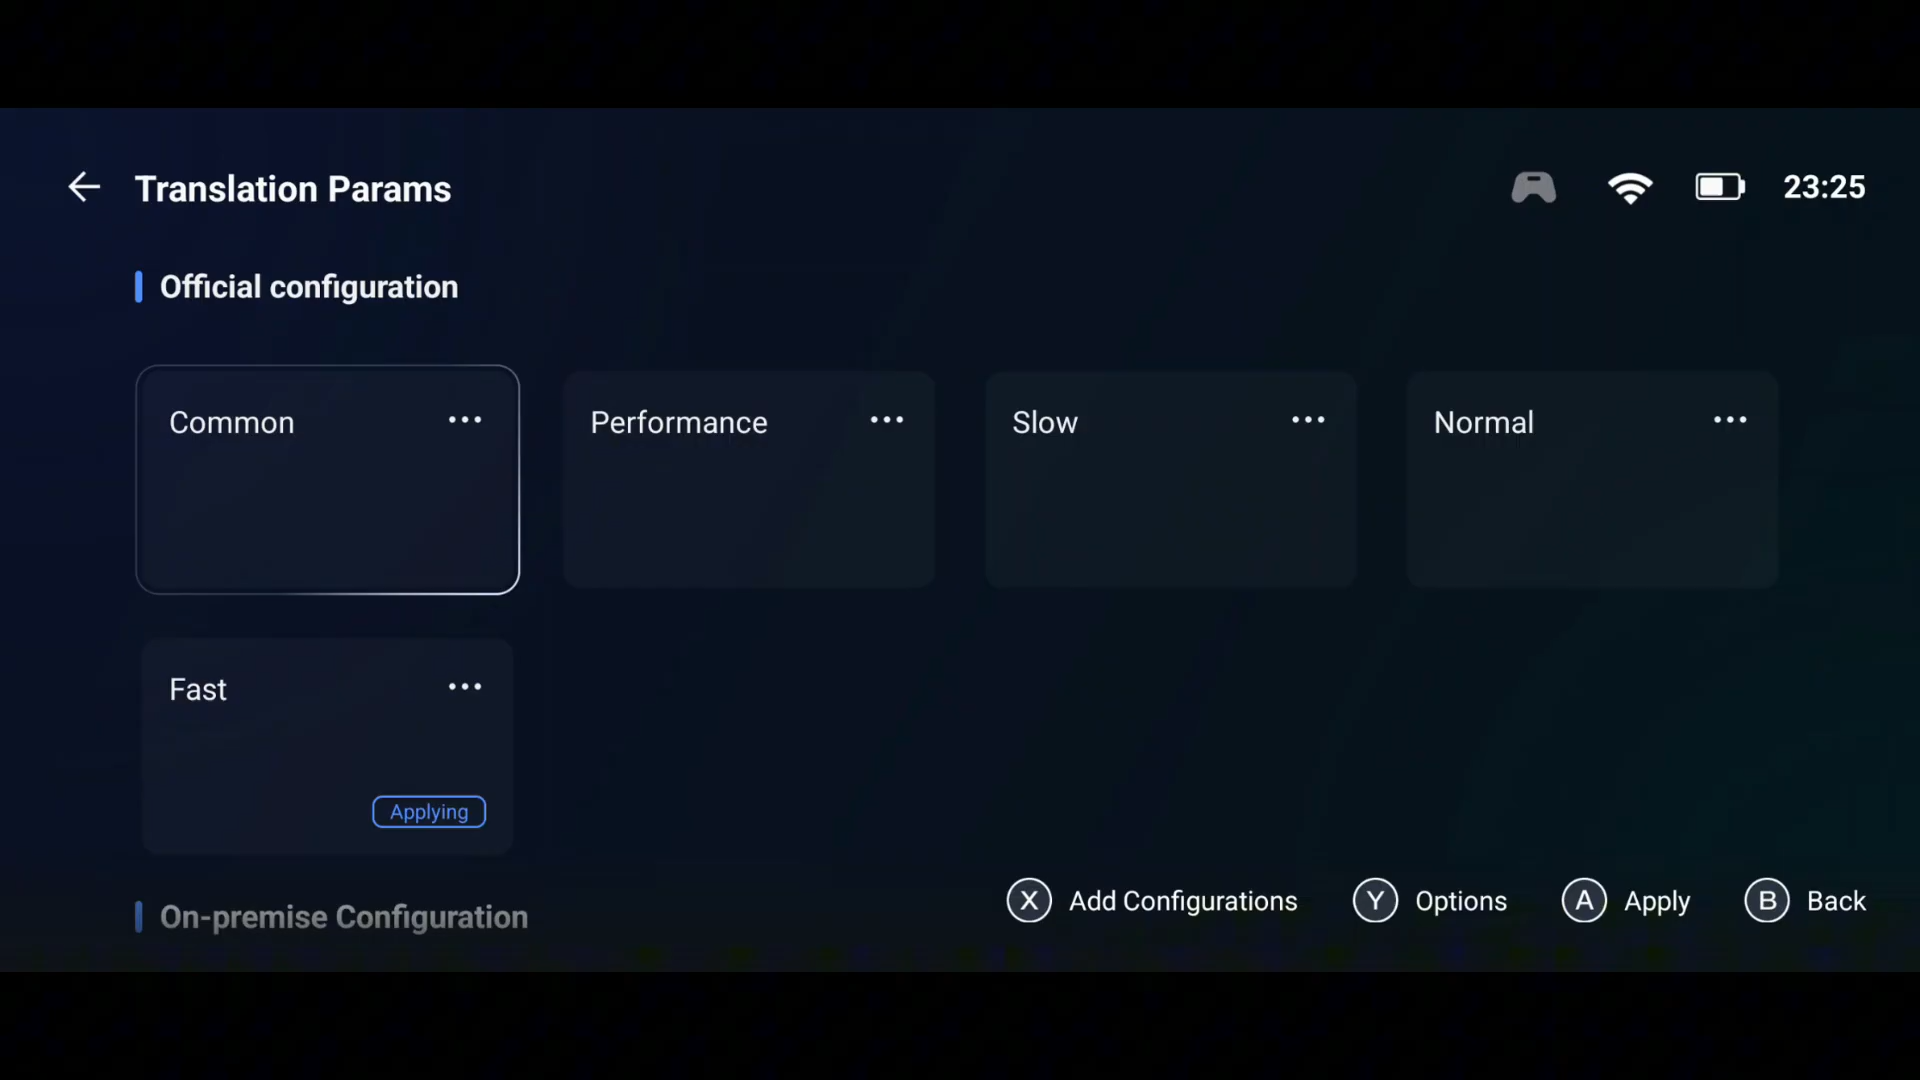 Translation Params
23:25
Official configuration
Common
Performance
Slow
Normal
Fast
Applying
On-premise Configuration
X Add Configurations
Y Options
A Apply
B Back